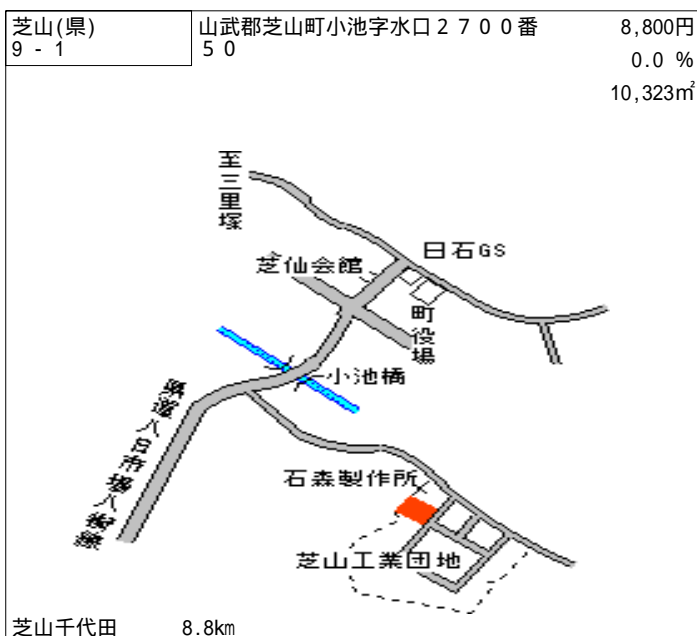 芝山(県)
9 - 1
山武郡芝山町小池字水口２７００番
５０
8,800円
0.0 %
10,323㎡
至三里塚
日石GS
芝仙会館
町役場
小池橋
県道八日市場八街線
石森製作所
芝山工業団地
芝山千代田 8.8km